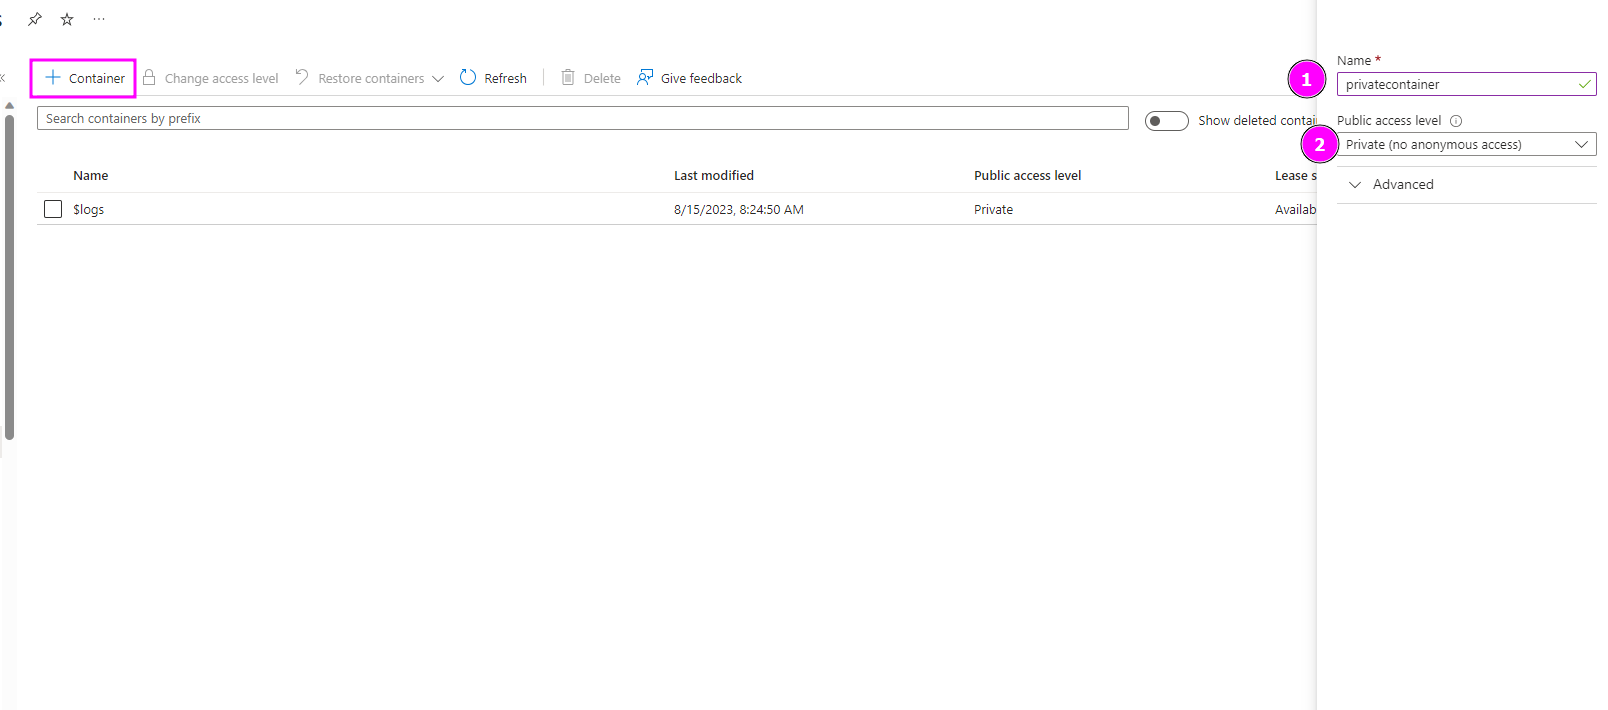 Container Change access level Restore containers Refresh Delete Give feedback
Search containers by prefix
Show deleted contai
Name Last modified Public access level Lease s
$logs 8/15/2023, 8:24:50 AM Private Availab
Name *
1
privatecontainer
Public access level
2
Private (no anonymous access)
Advanced